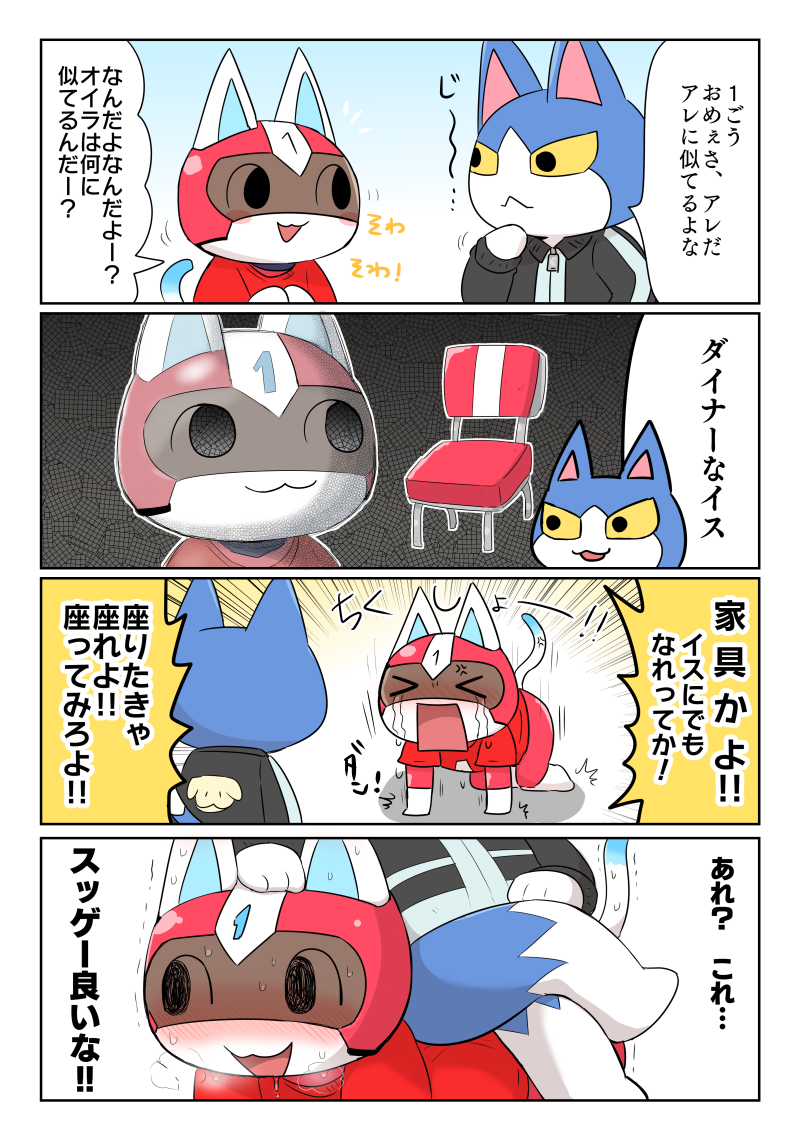 1ごう
おめぇさ、アレだ
アレに似てるよな
じ〜〜…
そわ
そわ!
なんだよなんだよー?
オイラは何に
似てるんだー?
1
ダイナーなイス
1
家具かよ!!
イスにでも
なれってか!
ちくしょー!!
1
ダン!
座りたきゃ
座れよ!!
座ってみろよ!!
あれ? これ…
1
スッゲー良いな!!